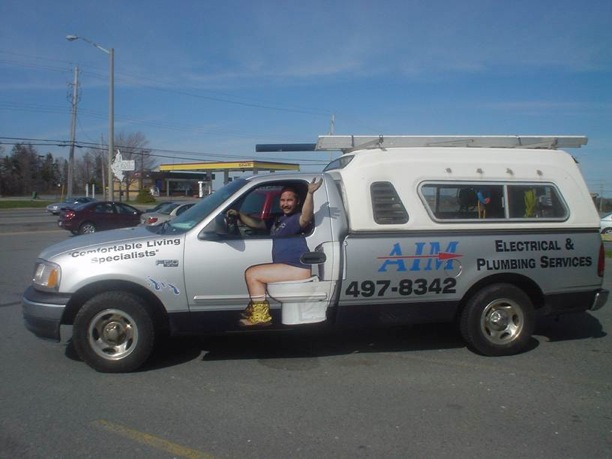 "Comfortable Living
Specialists"
AIM
497-8342
ELECTRICAL &
PLUMBING SERVICES